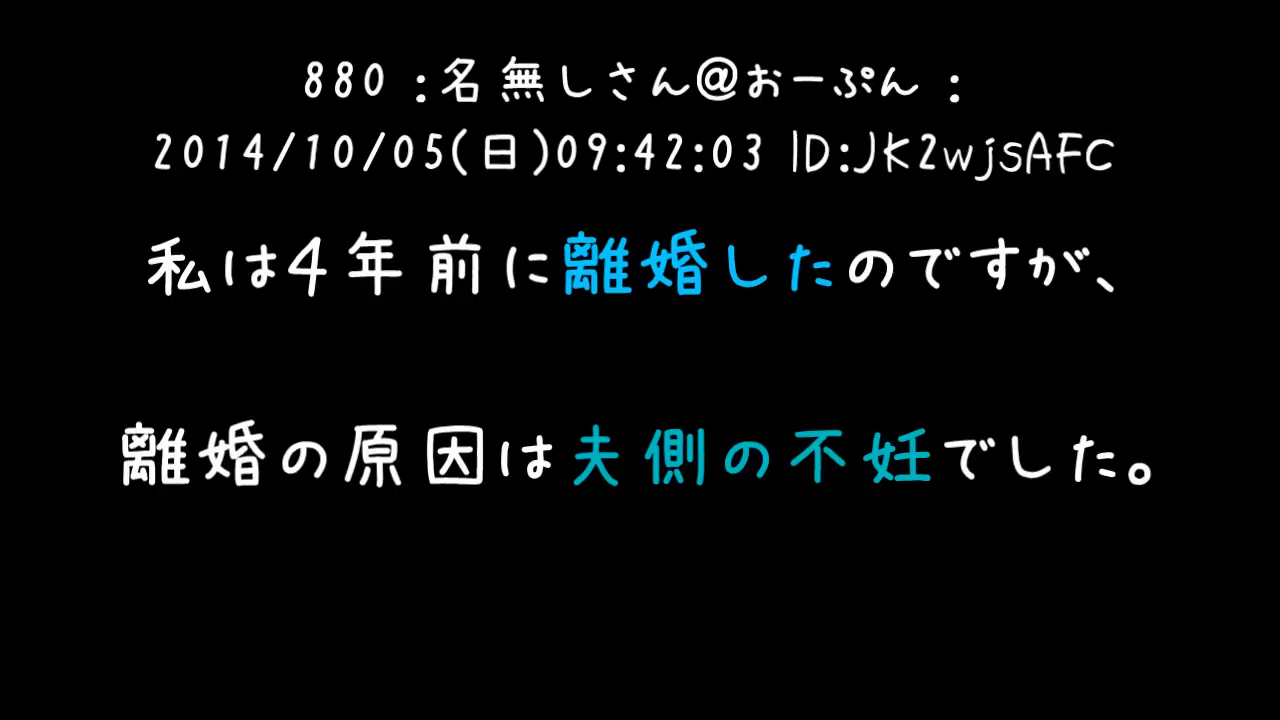 880 :名無しさん@おーぷん :
2014/10/05(日)09:42:03 ID:JK2wjsAFC
私は4年前に離婚したのですが、
離婚の原因は夫側の不妊でした。